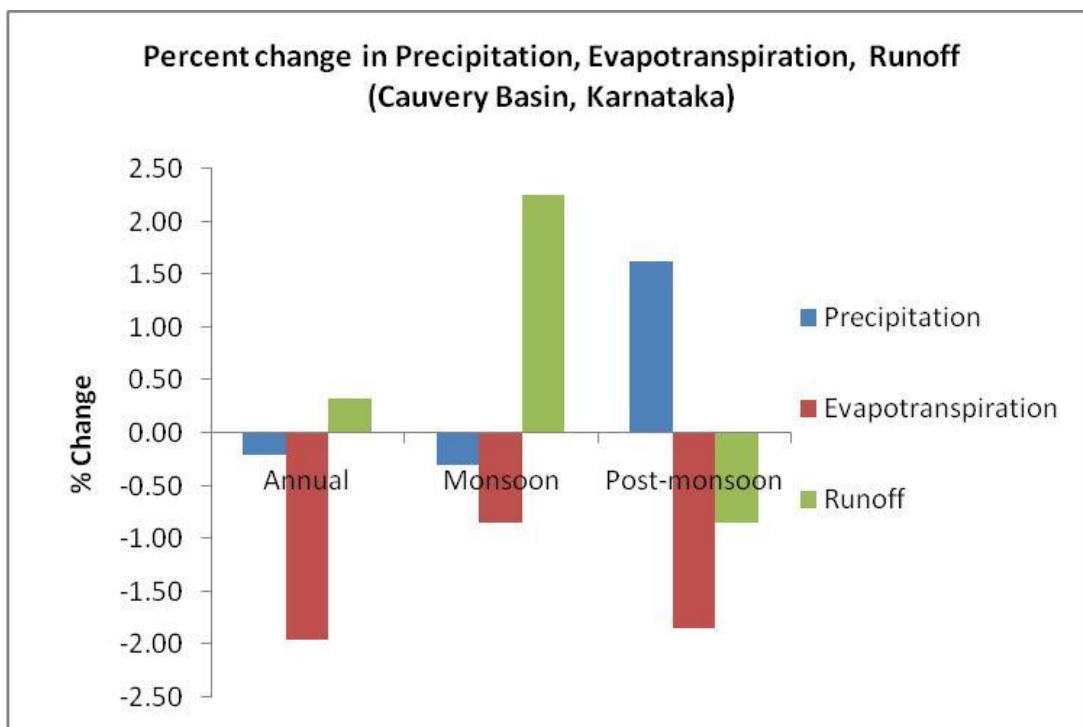 Percent change in Precipitation, Evapotranspiration, Runoff
(Cauvery Basin, Karnataka)
2.50
2.00
1.50
1.00
0.50
0.00
-0.50
-1.00
-1.50
-2.00
-2.50
% Change
Annual
Monsoon
Post-monsoon
Precipitation
Evapotranspiration
Runoff